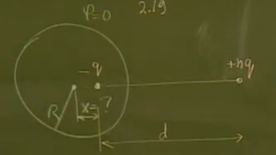 φ=0 2.19
-q +nq
R x=?
d